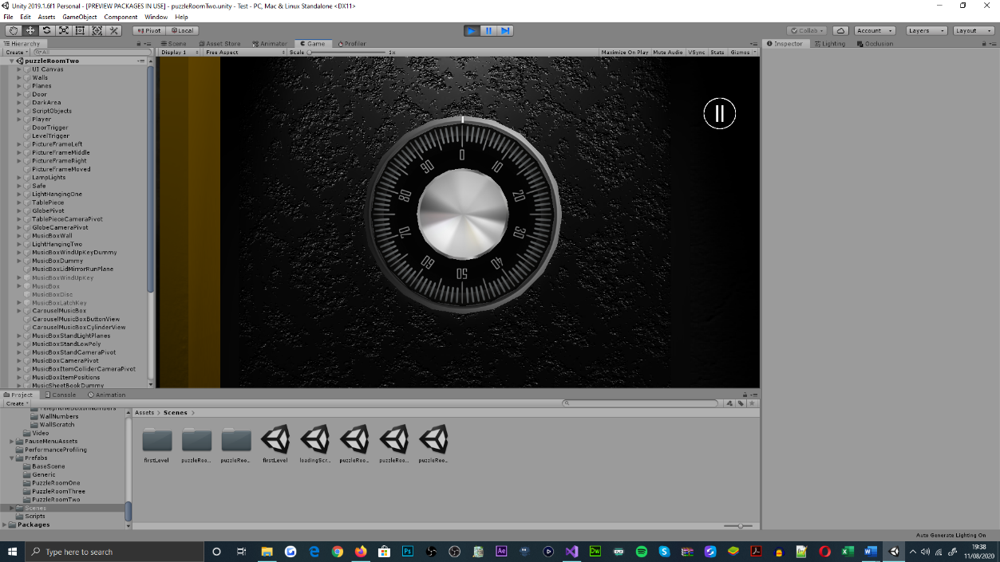 Unity 2019.1.6f1 Personal - [PREVIEW PACKAGES IN USE] - puzzleRoomTwo.unity - Test - PC, Mac & Linux Standalone <DX11>
File Edit Assets GameObject Component Window Help
Pivot Local Collab Account Layers Layout
Hierarchy Scene Asset Store Animator Game Profiler Inspector Lighting Occlusion
Create All Display 1 Free Aspect Scale 1x Maximize On Play Mute Audio VSync Stats Gizmos
puzzleRoomTwo
UI Canvas
Walls
Planes
Door
DarkArea
ScriptObjects
Player
DoorTrigger
LevelTrigger
PictureFrameLeft
PictureFrameMiddle
PictureFrameRight
PictureFrameMoved
LampLights
Safe
LightHangingOne
TablePiece
GlobePivot
TablePieceCameraPivot
GlobeCameraPivot
MusicBoxWall
LightHangingTwo
MusicBoxWindUpKeyDummy
MusicBoxDummy
MusicBoxLidMirrorRunPlane
MusicBoxWindUpKey
MusicBox
MusicBoxDisc
MusicBoxLatchKey
CarouselMusicBox
CarouselMusicBoxButtonView
CarouselMusicBoxCylinderView
MusicBoxStandLightPlanes
MusicBoxStandLowPoly
MusicBoxStandCameraPivot
MusicBoxCameraPivot
MusicBoxItemColliderCameraPivot
MusicBoxItemPositions
MusicSheetBookDummy
0
10
20
30
40
50
60
70
80
90
Project Console Animation
Create
TelephoneButtonNumbers
WallNumbers
WallScratch
Video
PauseMenuAssets
PerformanceProfiling
Prefabs
BaseScene
Generic
PuzzleRoomOne
PuzzleRoomThree
PuzzleRoomTwo
Scenes
Scripts
Packages
Assets > Scenes >
firstLevel puzzleRoo... puzzleRoo... firstLevel loadingScr... puzzleRoo... puzzleRoo... puzzleRoo...
Auto Generate Lighting On
Type here to search
19:38
11/08/2020